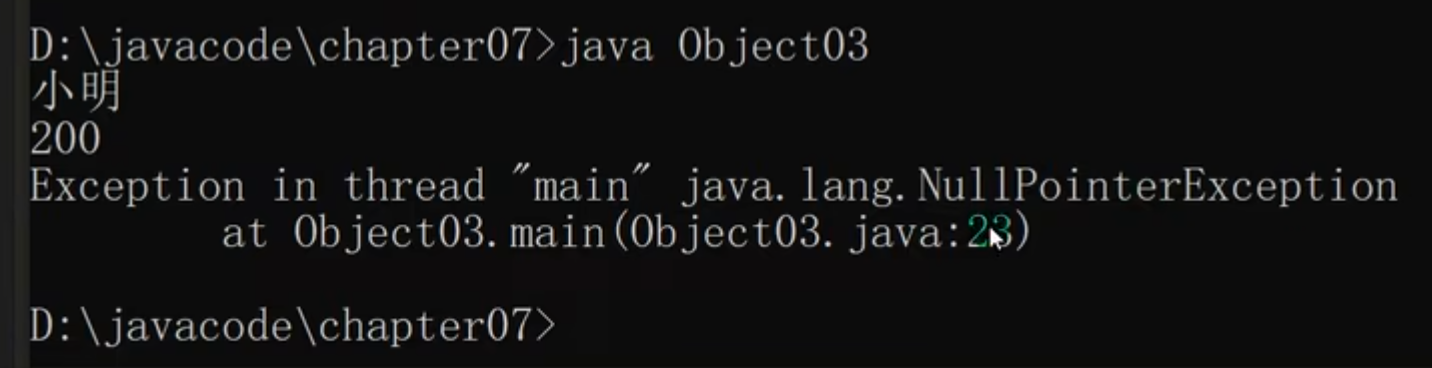 D:\javacode\chapter07>java Object03
小明
200
Exception in thread "main" java.lang.NullPointerException
at Object03.main(Object03.java:23)
D:\javacode\chapter07>